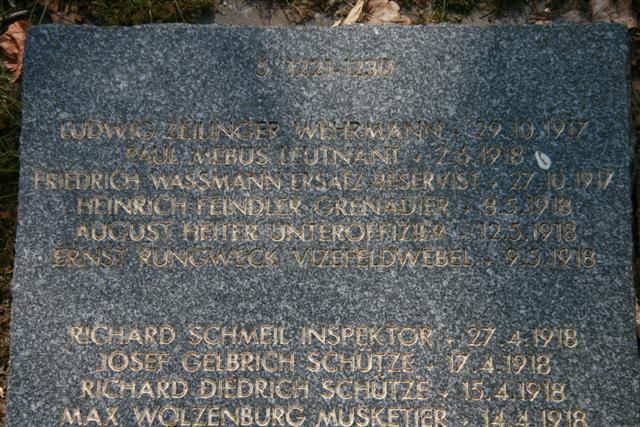 5/1221-1230
LUDWIG ZEILINGER WEHRMANN · 29.10.1917
PAUL MEBUS LEUTNANT · 2.6.1918
FRIEDRICH WASSMANN ERSATZ-RESERVIST · 27.10.1917
HEINRICH FEINDLER GRENADIER · 8.5.1918
AUGUST HEITER UNTEROFFIZIER · 12.5.1918
ERNST RUNGWECK VIZEFELDWEBEL · 9.5.1918
RICHARD SCHMEIL INSPEKTOR · 27.4.1918
JOSEF GELBRICH SCHÜTZE · 17.4.1918
RICHARD DIEDRICH SCHÜTZE · 15.4.1918
MAX WOLZENBURG MUSKETIER · 14.4.1918